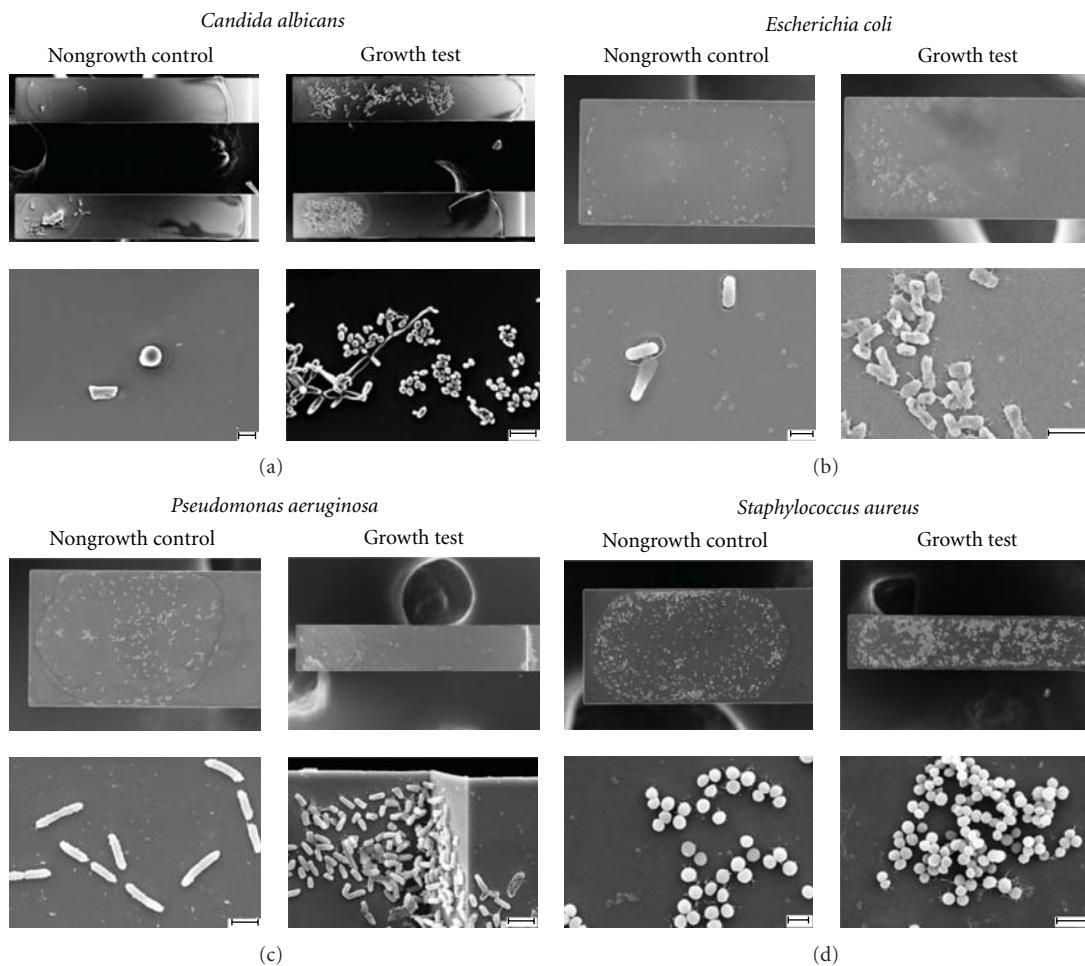 Candida albicans
Nongrowth control
Growth test
(a)
Escherichia coli
Nongrowth control
Growth test
(b)
Pseudomonas aeruginosa
Nongrowth control
Growth test
(c)
Staphylococcus aureus
Nongrowth control
Growth test
(d)